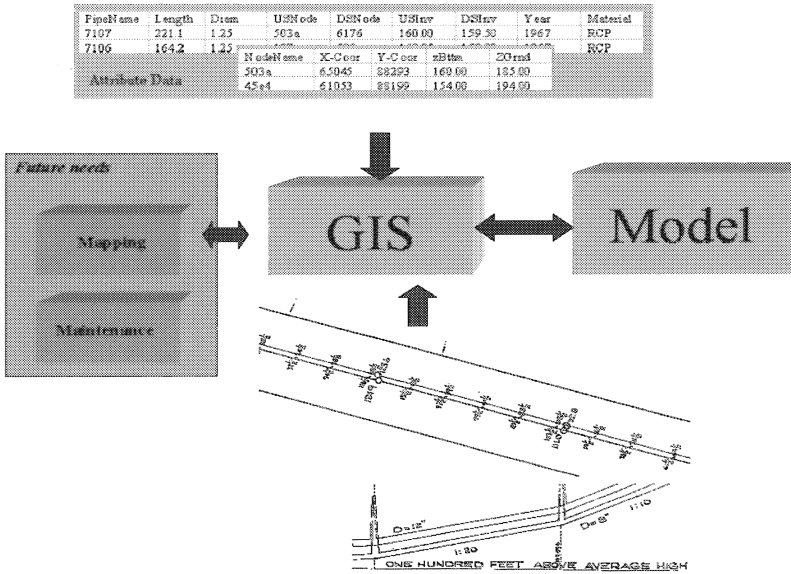 PipeName Length Diam USNode DSNode USInv DSInv Year Material
7107 221.1 1.25 503a 6176 160.00 159.50 1967 RCP
7106 164.2 1.25 RCP
NodeName X-Coor Y-Coor zBttm ZGrnd
503a 65045 88293 160.00 185.00
45e4 61053 88199 154.00 194.00
Attribute Data
Future needs
Mapping
Maintenance
GIS
Model
D=12"
1:20
D=8"
1:10
ONE HUNDRED FEET ABOVE AVERAGE HIGH